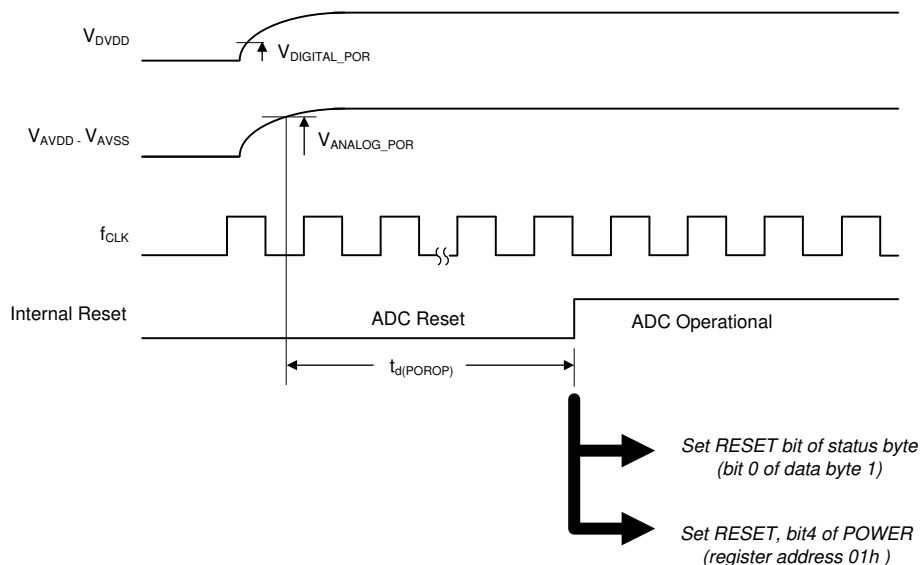 VDVDD
VDIGITAL_POR
VAVDD - VAVSS
VANALOG_POR
fCLK
Internal Reset
ADC Reset
ADC Operational
td(POROP)
Set RESET bit of status byte
(bit 0 of data byte 1)
Set RESET, bit4 of POWER
(register address 01h )